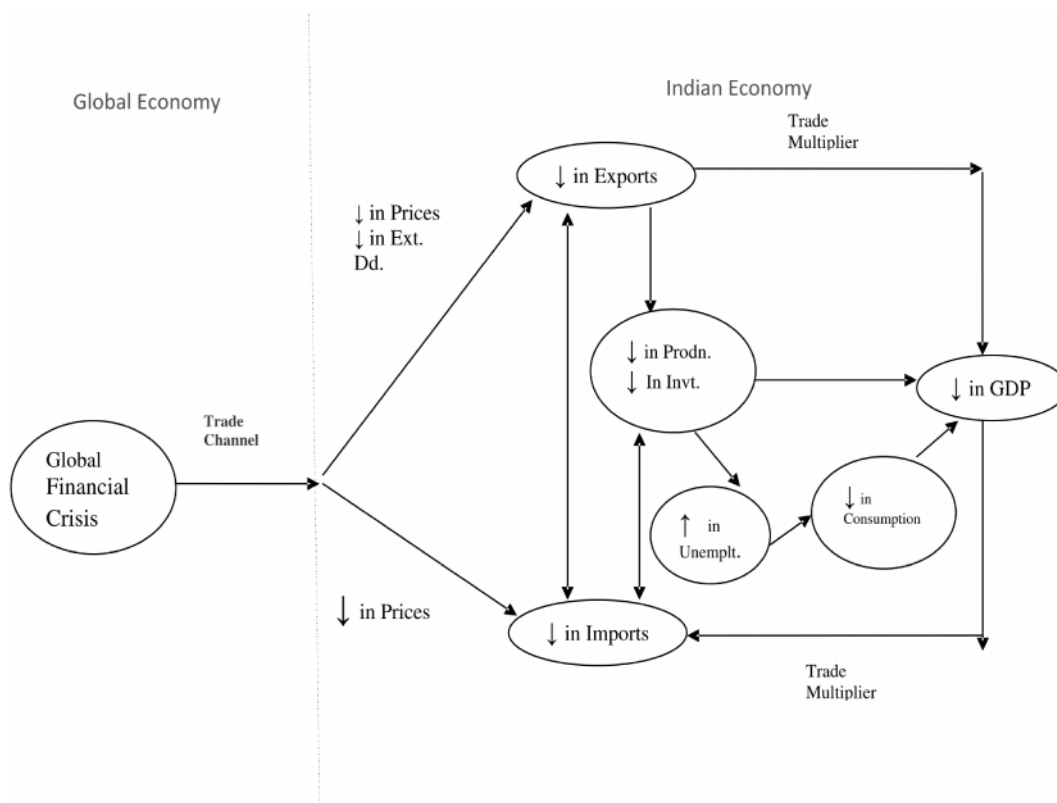 Global Economy
Indian Economy
Trade
Multiplier
↓ in Exports
↓ in Prices
↓ in Ext.
Dd.
↓ in Prodn.
↓ In Invt.
↓ in GDP
Trade
Channel
Global
Financial
Crisis
↑ in
Unemplt.
↓ in
Consumption
↓ in Prices
↓ in Imports
Trade
Multiplier